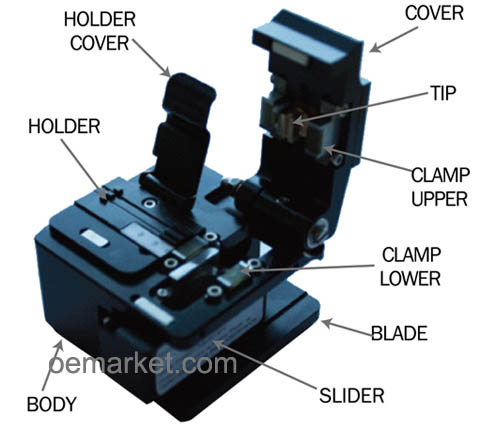 HOLDER
COVER
COVER
TIP
HOLDER
CLAMP
UPPER
CLAMP
LOWER
BLADE
oemarket.com
SLIDER
BODY